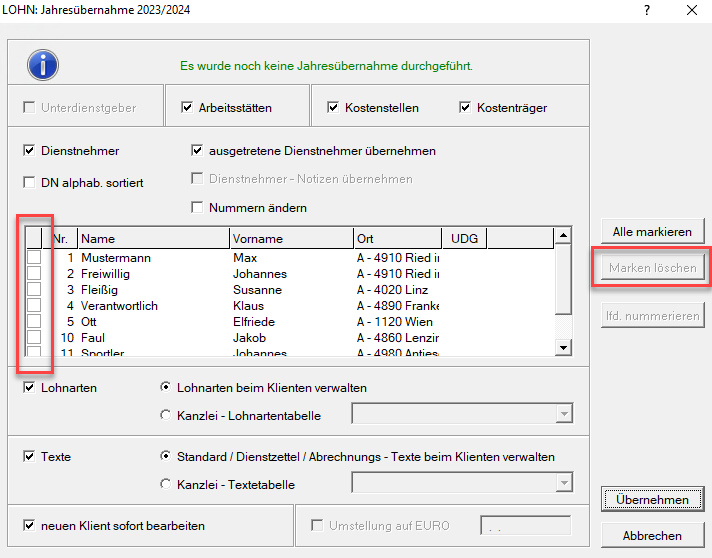 LOHN: Jahresübernahme 2023/2024
Es wurde noch keine Jahresübernahme durchgeführt.
Unterdienstgeber Arbeitsstätten Kostenstellen Kostenträger
Dienstnehmer ausgetretene Dienstnehmer übernehmen
DN alphab. sortiert Dienstnehmer - Notizen übernehmen
Nummern ändern
Nr. Name Vorname Ort UDG
1 Mustermann Max A - 4910 Ried i
2 Freiwillig Johannes A - 4910 Ried i
3 Fleißig Susanne A - 4020 Linz
4 Verantwortlich Klaus A - 4890 Franke
5 Ott Elfriede A - 1120 Wien
10 Faul Jakob A - 4860 Lenzin
11 Sportler Johannes A - 4980 Anties
Alle markieren
Marken löschen
lfd. nummerieren
Lohnarten Lohnarten beim Klienten verwalten
Kanzlei - Lohnartentabelle
Texte Standard / Dienstzettel / Abrechnungs - Texte beim Klienten verwalten
Kanzlei - Textetabelle
Übernehmen
neuen Klient sofort bearbeiten Umstellung auf EURO . .
Abbrechen